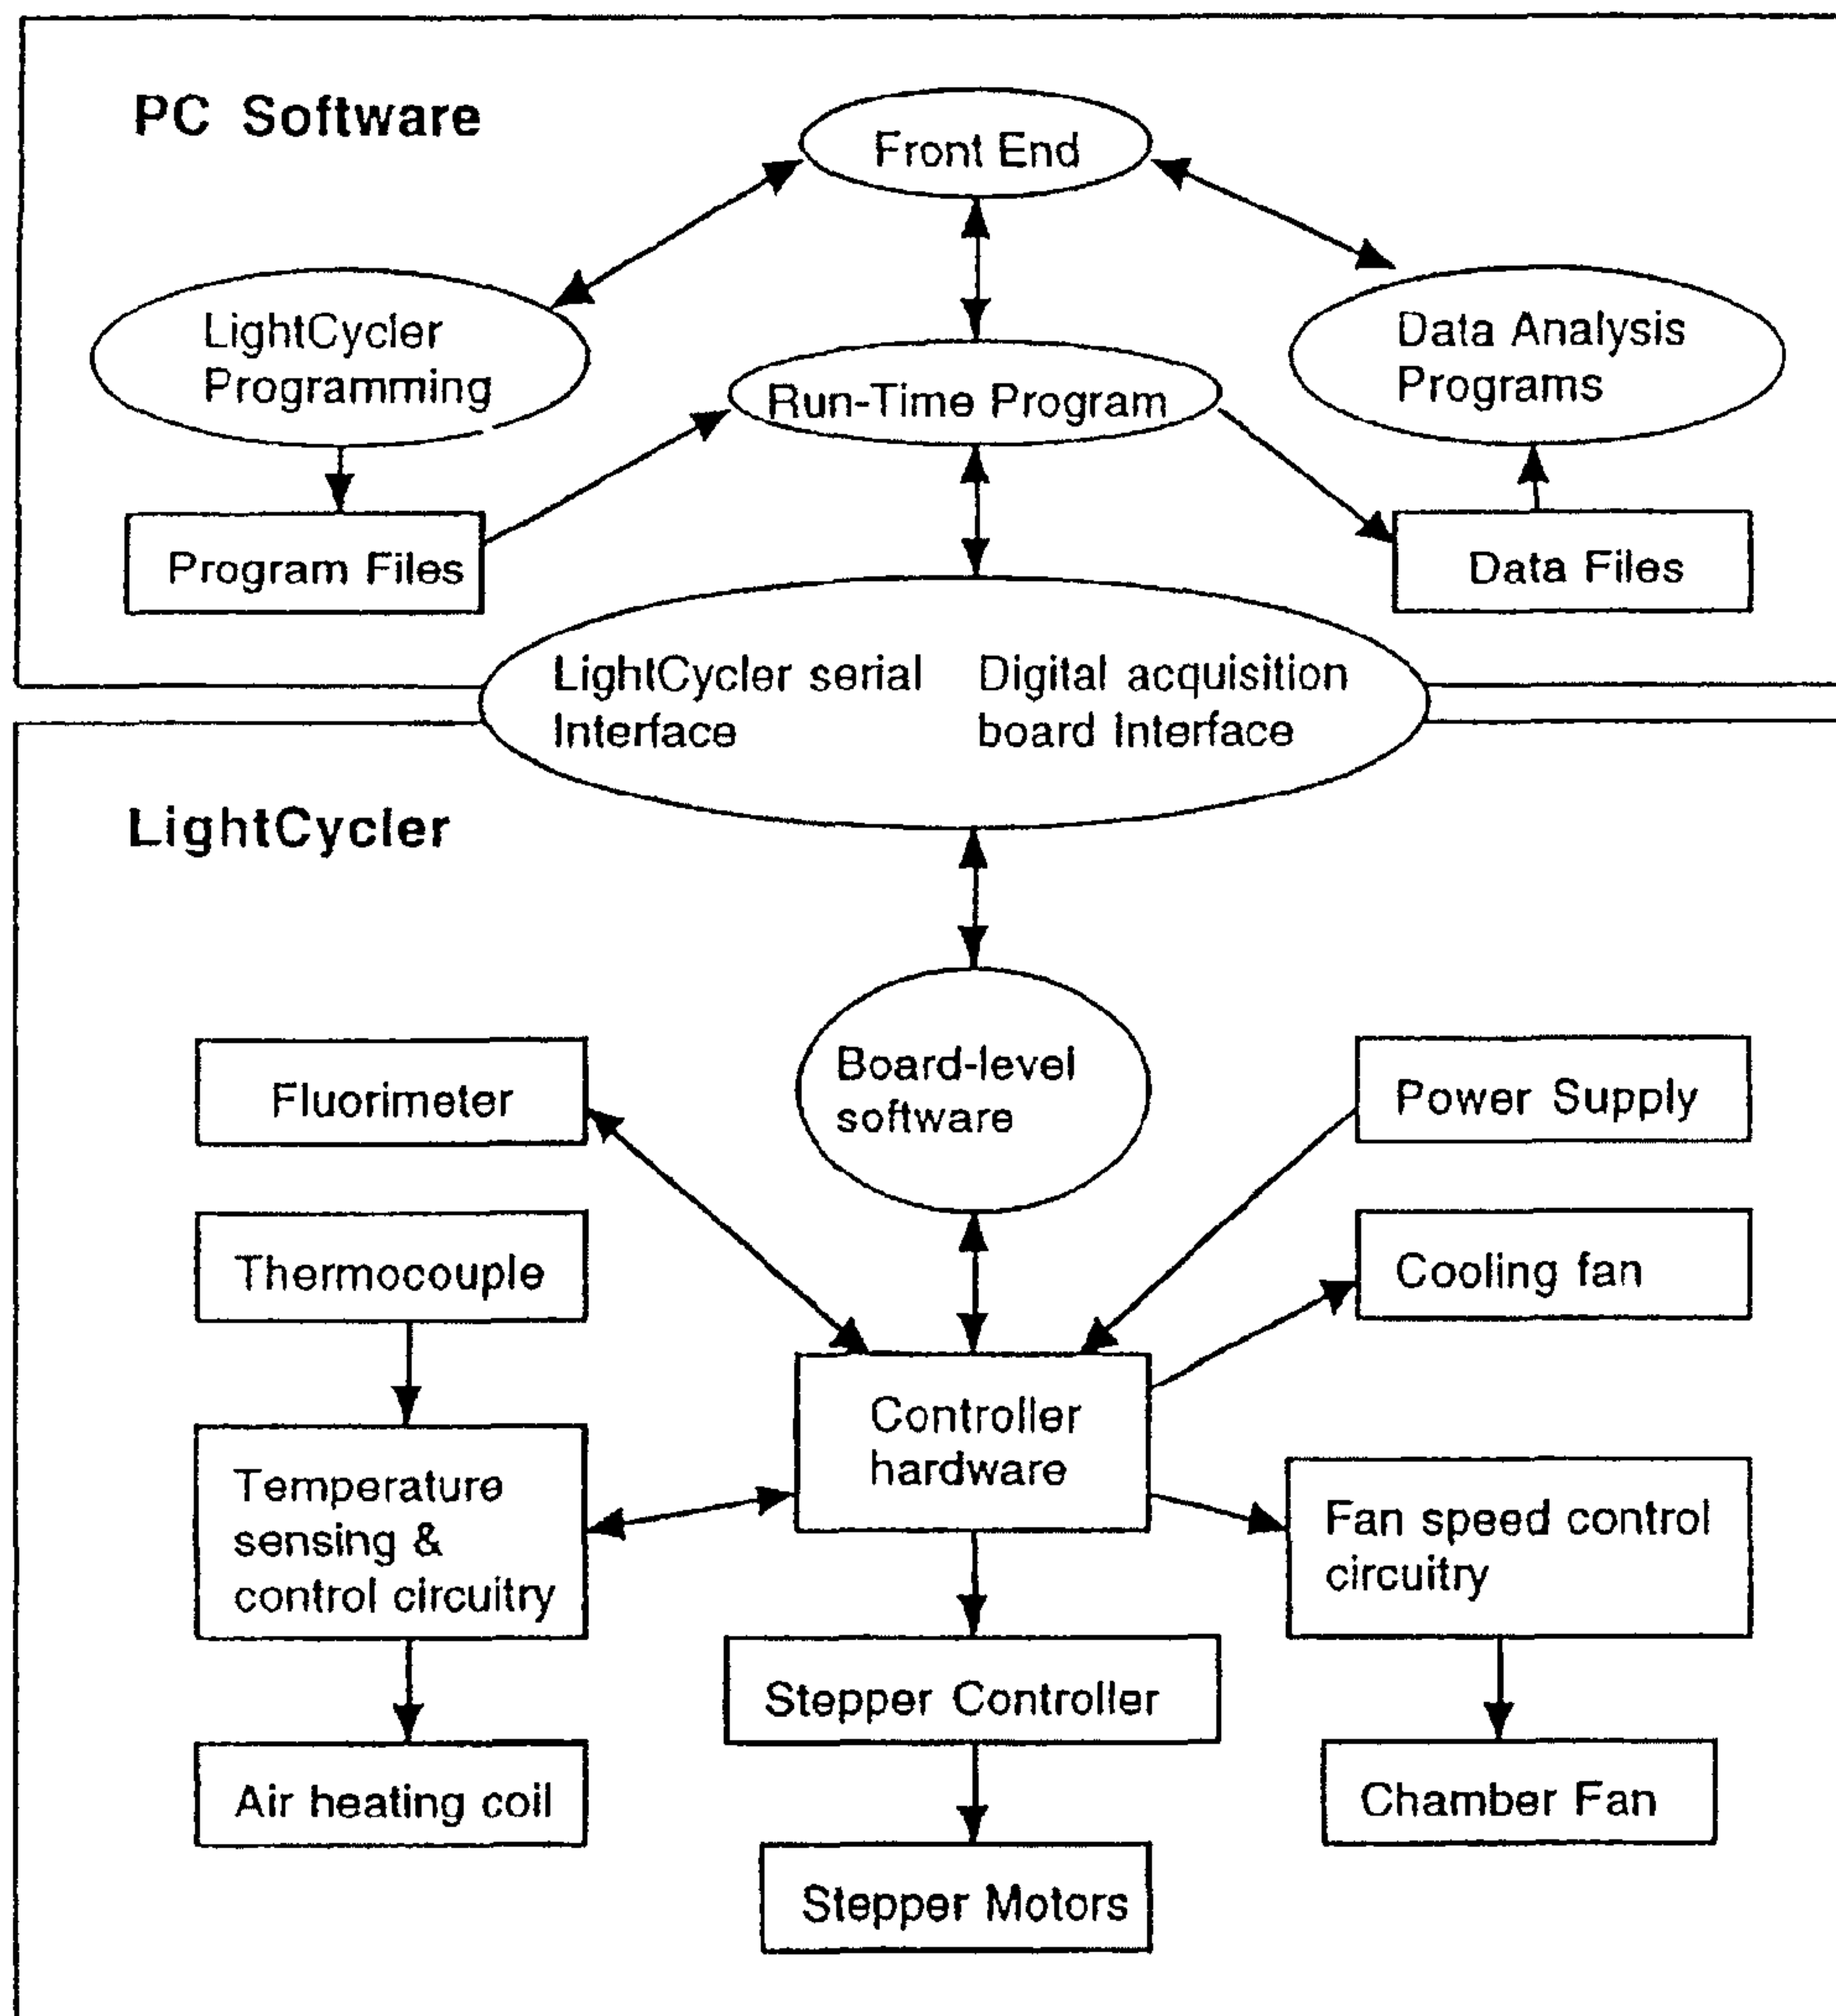 PC Software
Front End
LightCycler
Programming
Run-Time Program
Data Analysis
Programs
Program Files
Data Files
LightCycler serial
Interface
Digital acquisition
board Interface
LightCycler
Board-level
software
Fluorimeter
Power Supply
Thermocouple
Cooling fan
Controller
hardware
Temperature
sensing &
control circuitry
Fan speed control
circuitry
Stepper Controller
Air heating coil
Chamber Fan
Stepper Motors